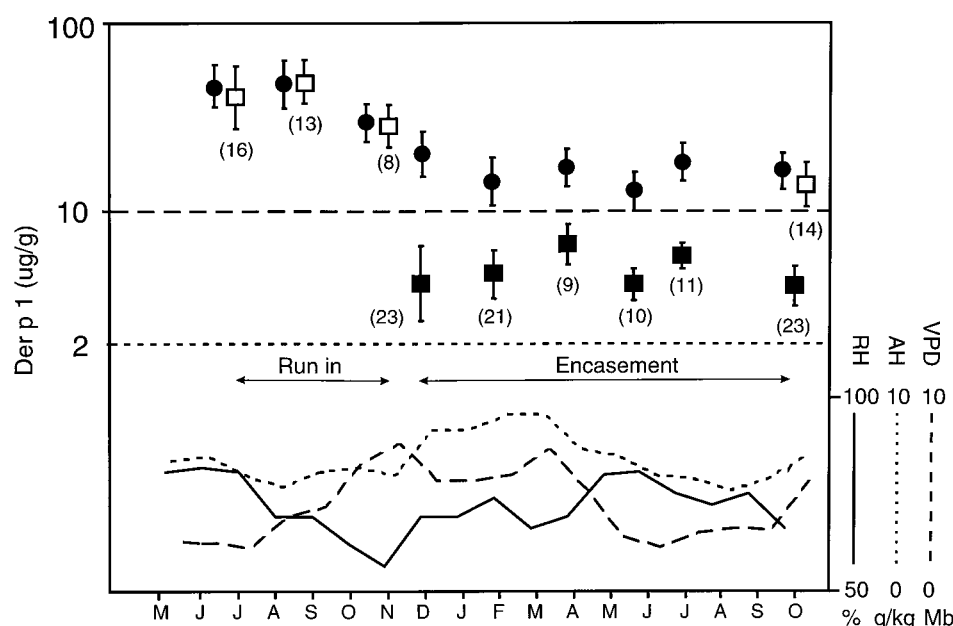 100
10
2
Der p 1 (ug/g)
(16)
(13)
(8)
(23)
(21)
(9)
(10)
(11)
(14)
(23)
Run in
Encasement
RH
AH
VPD
100 10 10
50 0 0
% g/kg Mb
M J J A S O N D J F M A M J J A S O